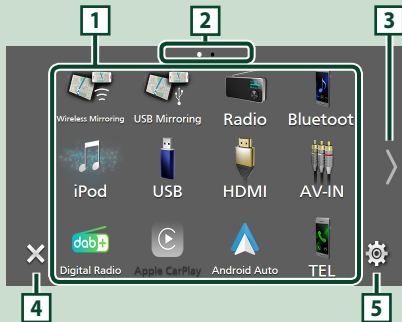 1 2 3
Wireless Mirroring USB Mirroring Radio Bluetoot
iPod USB HDMI AV-IN
dab+
Digital Radio Apple CarPlay Android Auto TEL
4 5